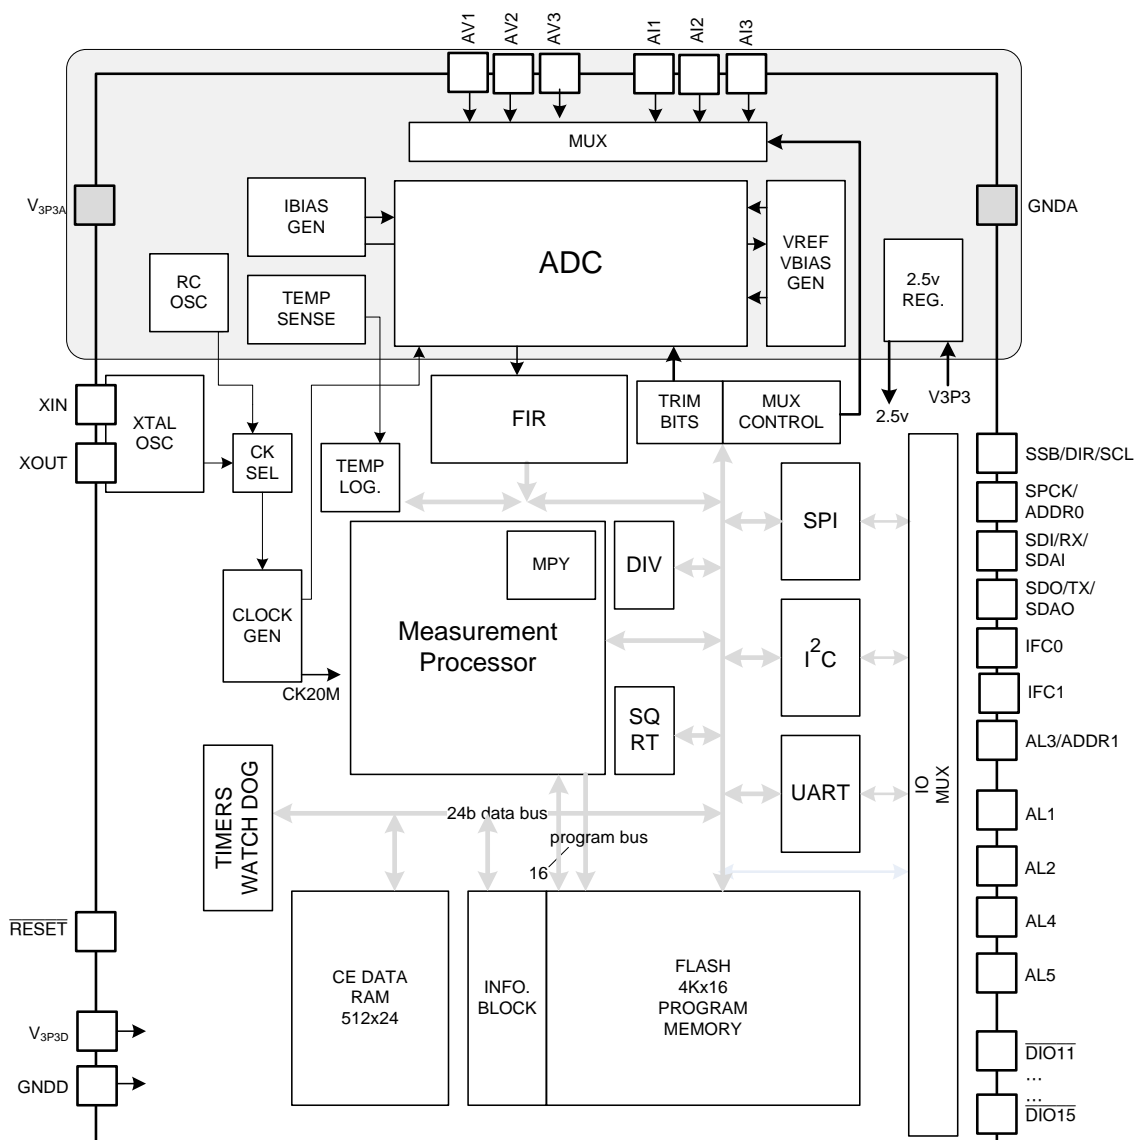 AV1
AV2
AV3
AI1
AI2
AI3
MUX
V3P3A
GNDA
IBIAS
GEN
ADC
VREF
VBIAS
GEN
RC
OSC
TEMP
SENSE
2.5v
REG.
XIN
XOUT
XTAL
OSC
CK
SEL
TEMP
LOG.
FIR
TRIM
BITS
MUX
CONTROL
2.5v
V3P3
SSB/DIR/SCL
SPCK/
ADDR0
SDI/RX/
SDAI
SDO/TX/
SDAO
IFC0
IFC1
AL3/ADDR1
AL1
AL2
AL4
AL5
DIO11
...
...
DIO15
SPI
I2C
UART
IO
MUX
MPY
DIV
Measurement
Processor
SQ
RT
CLOCK
GEN
CK20M
TIMERS
WATCH DOG
24b data bus
program bus
16
RESET
V3P3D
GNDD
CE DATA
RAM
512x24
INFO.
BLOCK
FLASH
4Kx16
PROGRAM
MEMORY